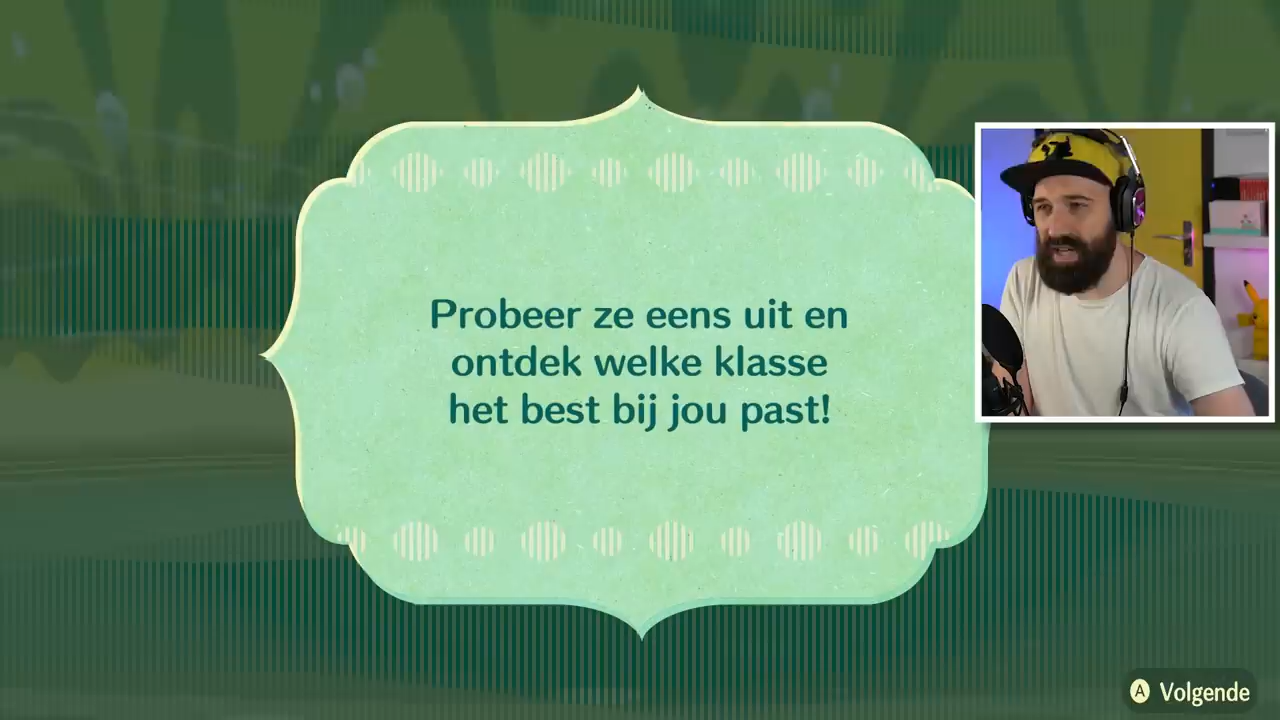 Probeer ze eens uit en
ontdek welke klasse
het best bij jou past!
A Volgende